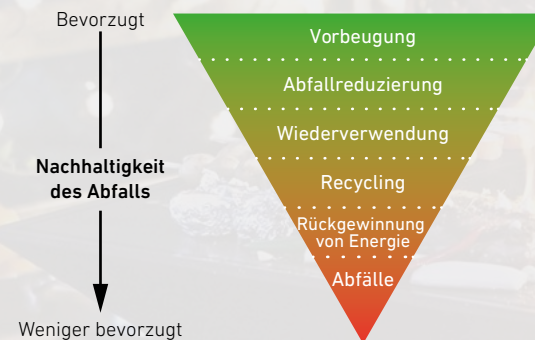 Bevorzugt
Nachhaltigkeit
des Abfalls
Weniger bevorzugt
Vorbeugung
Abfallreduzierung
Wiederverwendung
Recycling
Rückgewinnung
von Energie
Abfälle